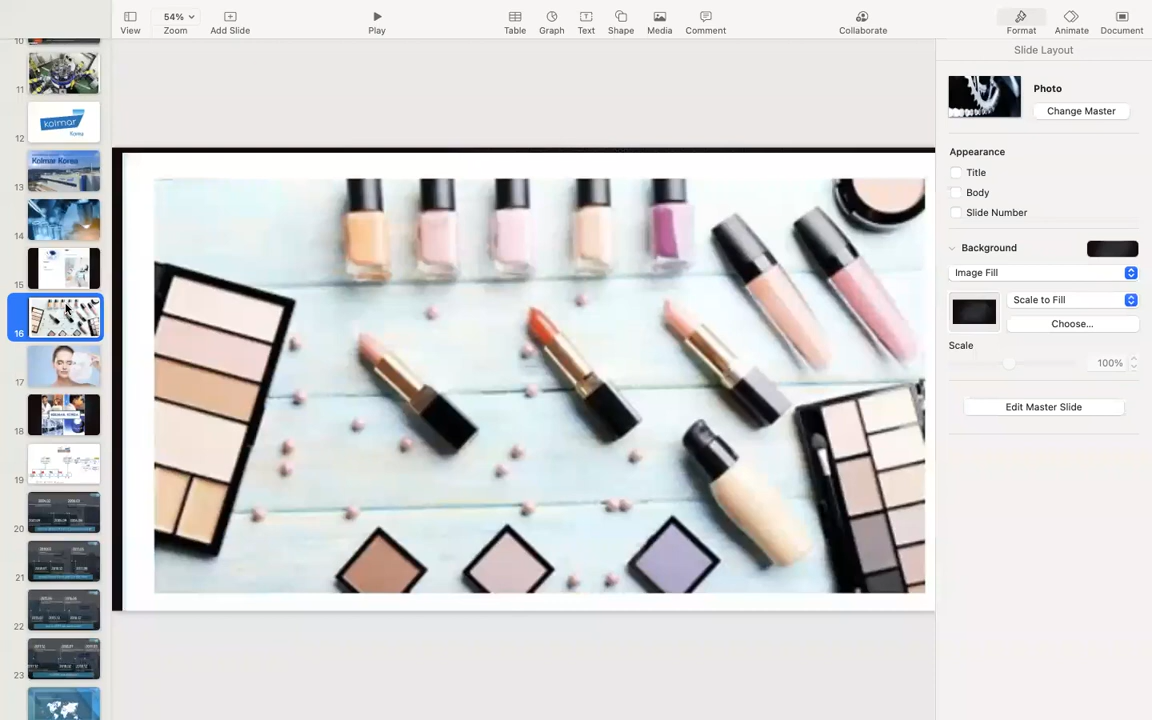 View
54%
Zoom
Add Slide
Play
Table
Graph
Text
Shape
Media
Comment
Collaborate
Format
Animate
Document
10
11
12
kolmar
Korea
13
Kolmar Korea
14
15
16
17
18
19
20
21
22
23
Slide Layout
Photo
Change Master
Appearance
Title
Body
Slide Number
Background
Image Fill
Scale to Fill
Choose...
Scale
100%
Edit Master Slide